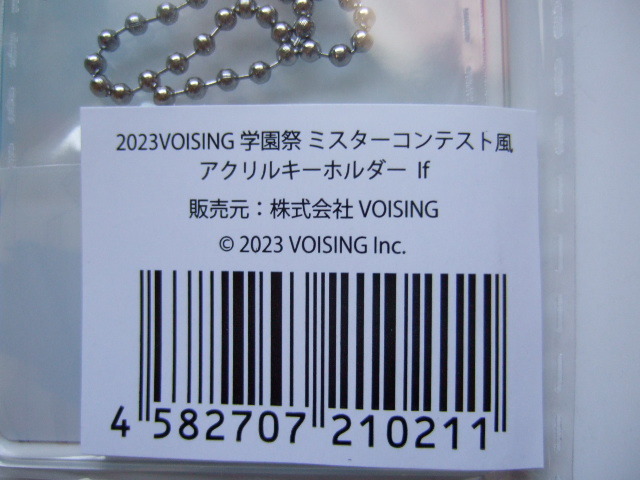 2023VOISING 学園祭 ミスターコンテスト風
アクリルキーホルダー If
販売元：株式会社 VOISING
© 2023 VOISING Inc.
4 582707 210211